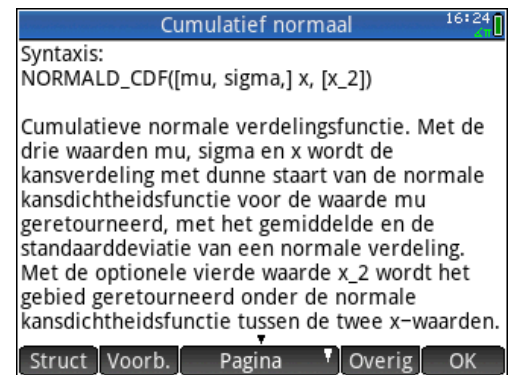 Cumulatief normaal 16:24
∡π
Syntaxis:
NORMALD_CDF([mu, sigma,] x, [x_2])
Cumulatieve normale verdelingsfunctie. Met de
drie waarden mu, sigma en x wordt de
kansverdeling met dunne staart van de normale
kansdichtheidsfunctie voor de waarde mu
geretourneerd, met het gemiddelde en de
standaarddeviatie van een normale verdeling.
Met de optionele vierde waarde x_2 wordt het
gebied geretourneerd onder de normale
kansdichtheidsfunctie tussen de twee x-waarden.
Struct Voorb. Pagina Overig OK